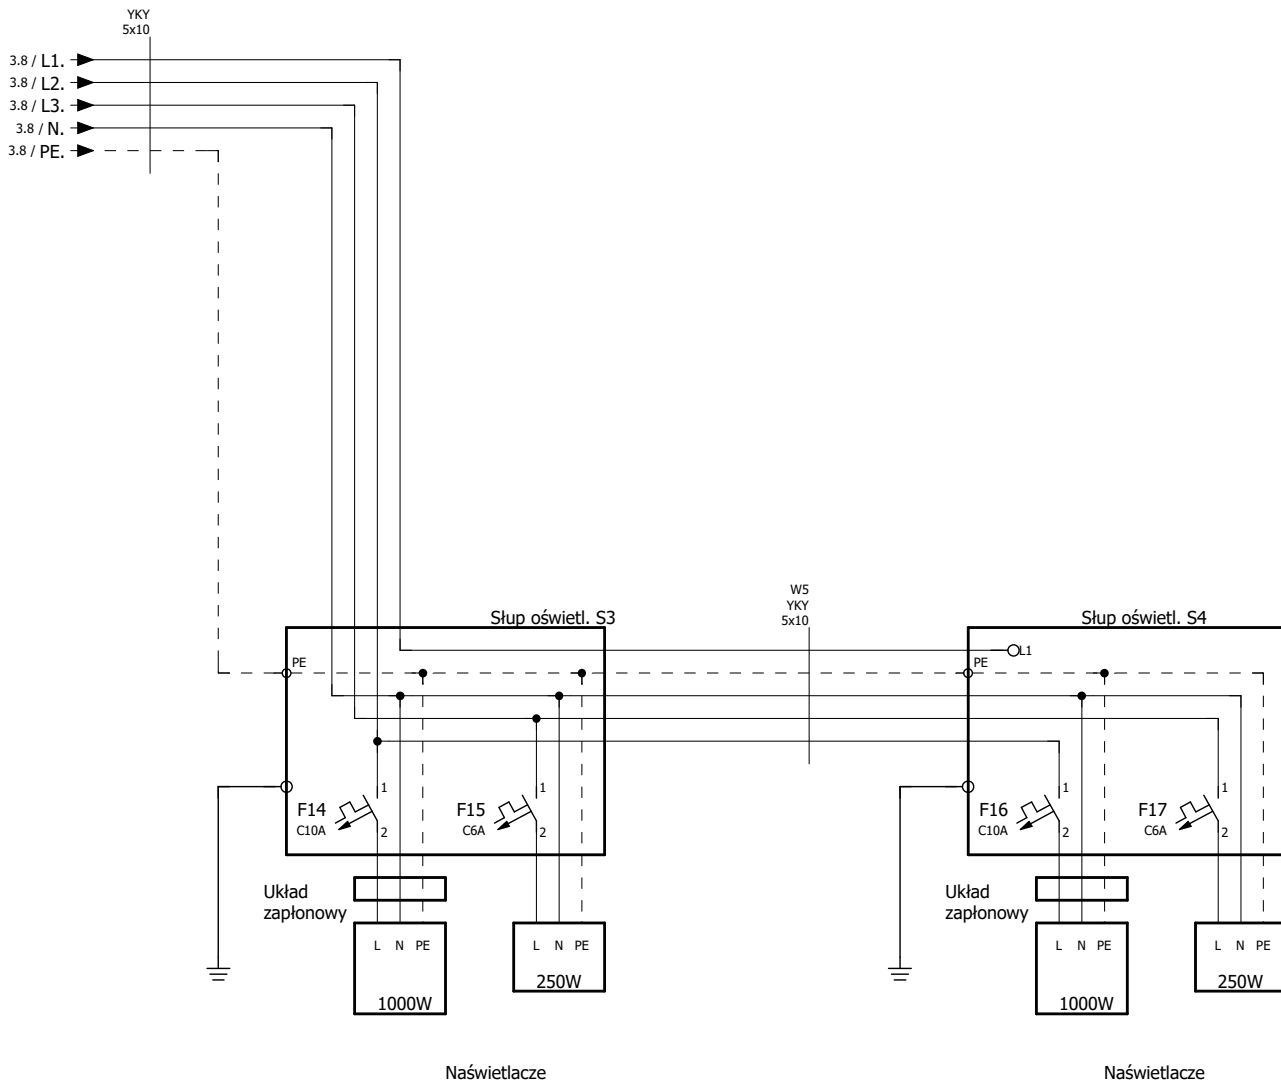 YKY
5x10
3.8 / L1.
3.8 / L2.
3.8 / L3.
3.8 / N.
3.8 / PE.
W5
YKY
5x10
Słup oświetl. S3
Słup oświetl. S4
PE
PE
L1
1
F14
C10A
2
1
F15
C6A
2
1
F16
C10A
2
1
F17
C6A
2
Układ
zapłonowy
Układ
zapłonowy
L N PE
1000W
L N PE
250W
L N PE
1000W
L N PE
250W
Naświetlacze
Naświetlacze